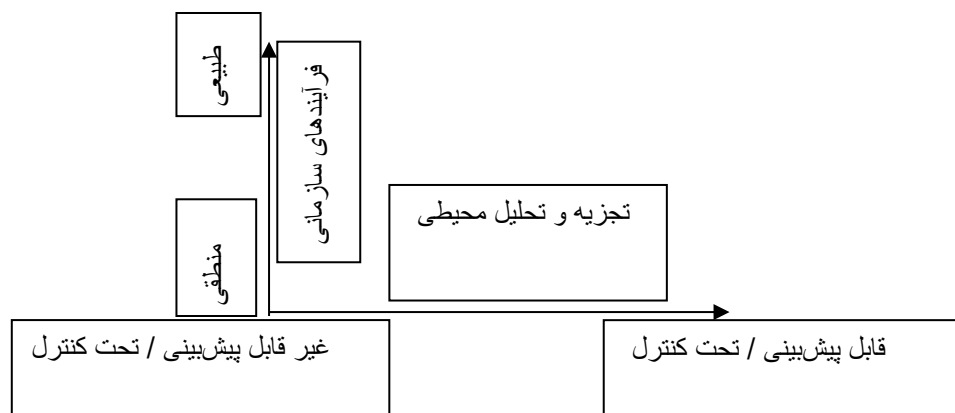 طبیعی
فرآیندهای سازمانی
منطقی
تجزیه و تحلیل محیطی
قابل پیش‌بینی / تحت کنترل
غیر قابل پیش‌بینی / تحت کنترل